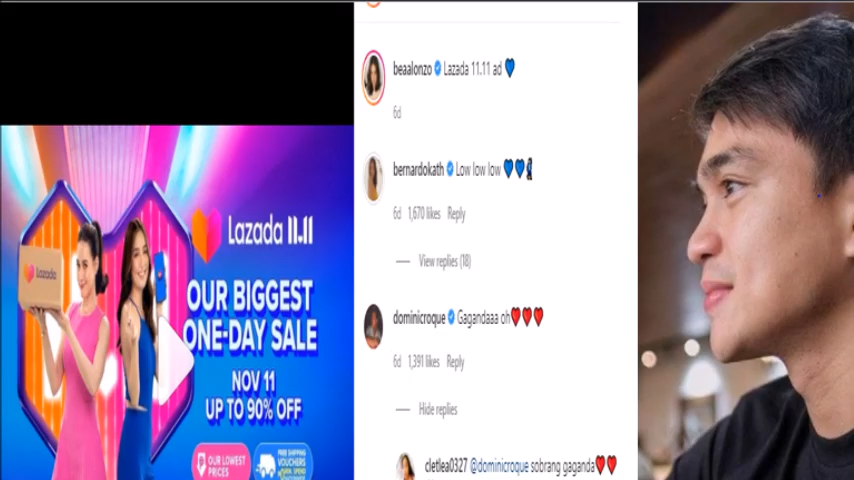 Lazada
Lazada 11.11
OUR BIGGEST
ONE-DAY SALE
NOV 11
UP TO 90% OFF
OUR LOWEST
PRICES
FREE SHIPPING
VOUCHERS
beaalonzo Lazada 11.11 ad 💙
6d
bernardokath Low low low 💙💙
6d 1,670 likes Reply
View replies (18)
dominicroque Gagandaaa oh❤️❤️❤️
6d 1,391 likes Reply
Hide replies
cletlea0327 @dominicroque sobrang gaganda❤️❤️